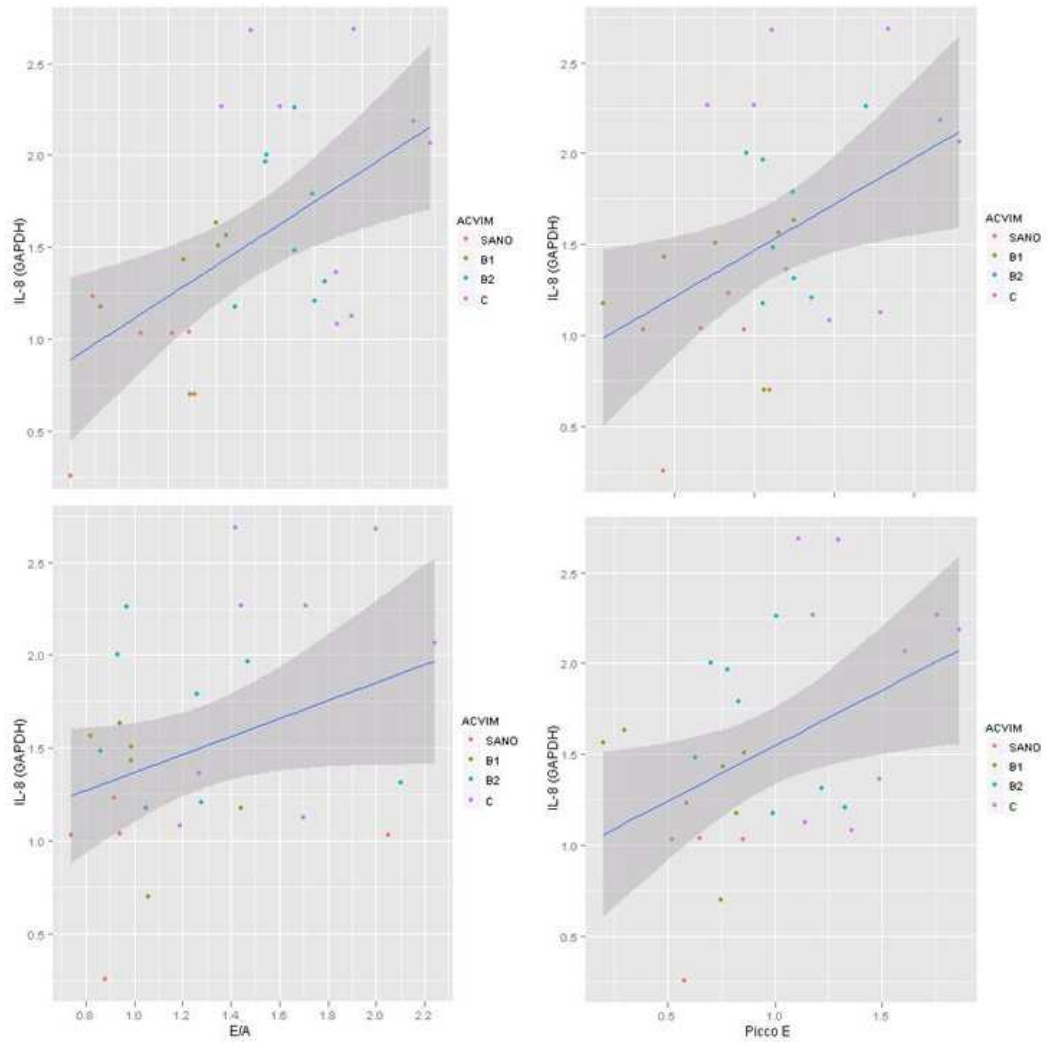 2.5
2.0
1.5
1.0
0.5
IL-8 (GAPDH)
ACVIM
SANO
B1
B2
C
2.5
2.0
1.5
1.0
0.5
IL-8 (GAPDH)
ACVIM
SANO
B1
B2
C
2.5
2.0
1.5
1.0
0.5
IL-8 (GAPDH)
0.8 1.0 1.2 1.4 1.6 1.8 2.0 2.2
E/A
ACVIM
SANO
B1
B2
C
2.5
2.0
1.5
1.0
0.5
IL-8 (GAPDH)
0.5 1.0 1.5
Picco E
ACVIM
SANO
B1
B2
C